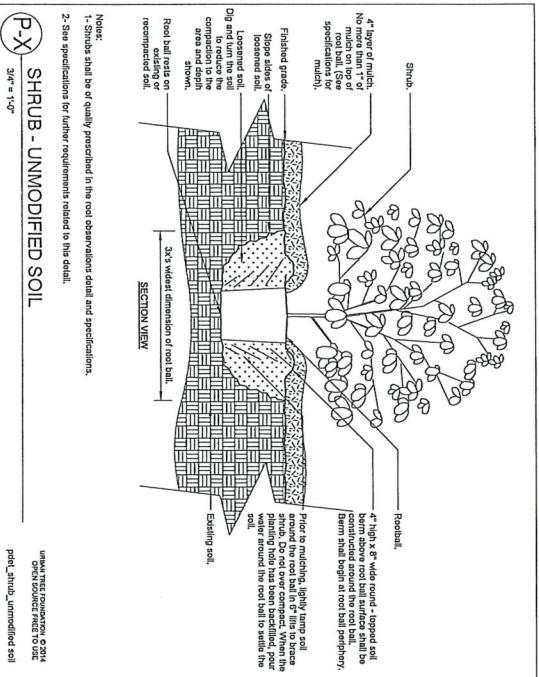 Shrub.
4" layer of mulch.
No more than 1" of
mulch on top of
root ball. (See
specifications for
mulch).
Finished grade.
Slope sides of
loosened soil.
Loosened soil.
Dig and turn the soil
to reduce the
compaction to the
area and depth
shown.
Root ball rests on
existing or
recompacted soil.
Rootball.
4" high x 8" wide round - topped soil
berm above root ball surface shall be
constructed around the root ball.
Berm shall begin at root ball periphery.
Prior to mulching, lightly tamp soil
around the root ball in 6" lifts to brace
shrub. Do not over compact. When the
planting hole has been backfilled, pour
water around the root ball to settle the
soil.
Existing soil.
3x's widest dimension of root ball.
SECTION VIEW
Notes:
1- Shrubs shall be of quality prescribed in the root observations detail and specifications.
2- See specifications for further requirements related to this detail.
P-X
SHRUB - UNMODIFIED SOIL
3/4" = 1'-0"
URBAN TREE FOUNDATION © 2014
OPEN SOURCE FREE TO USE
pdet_shrub_unmodified soil